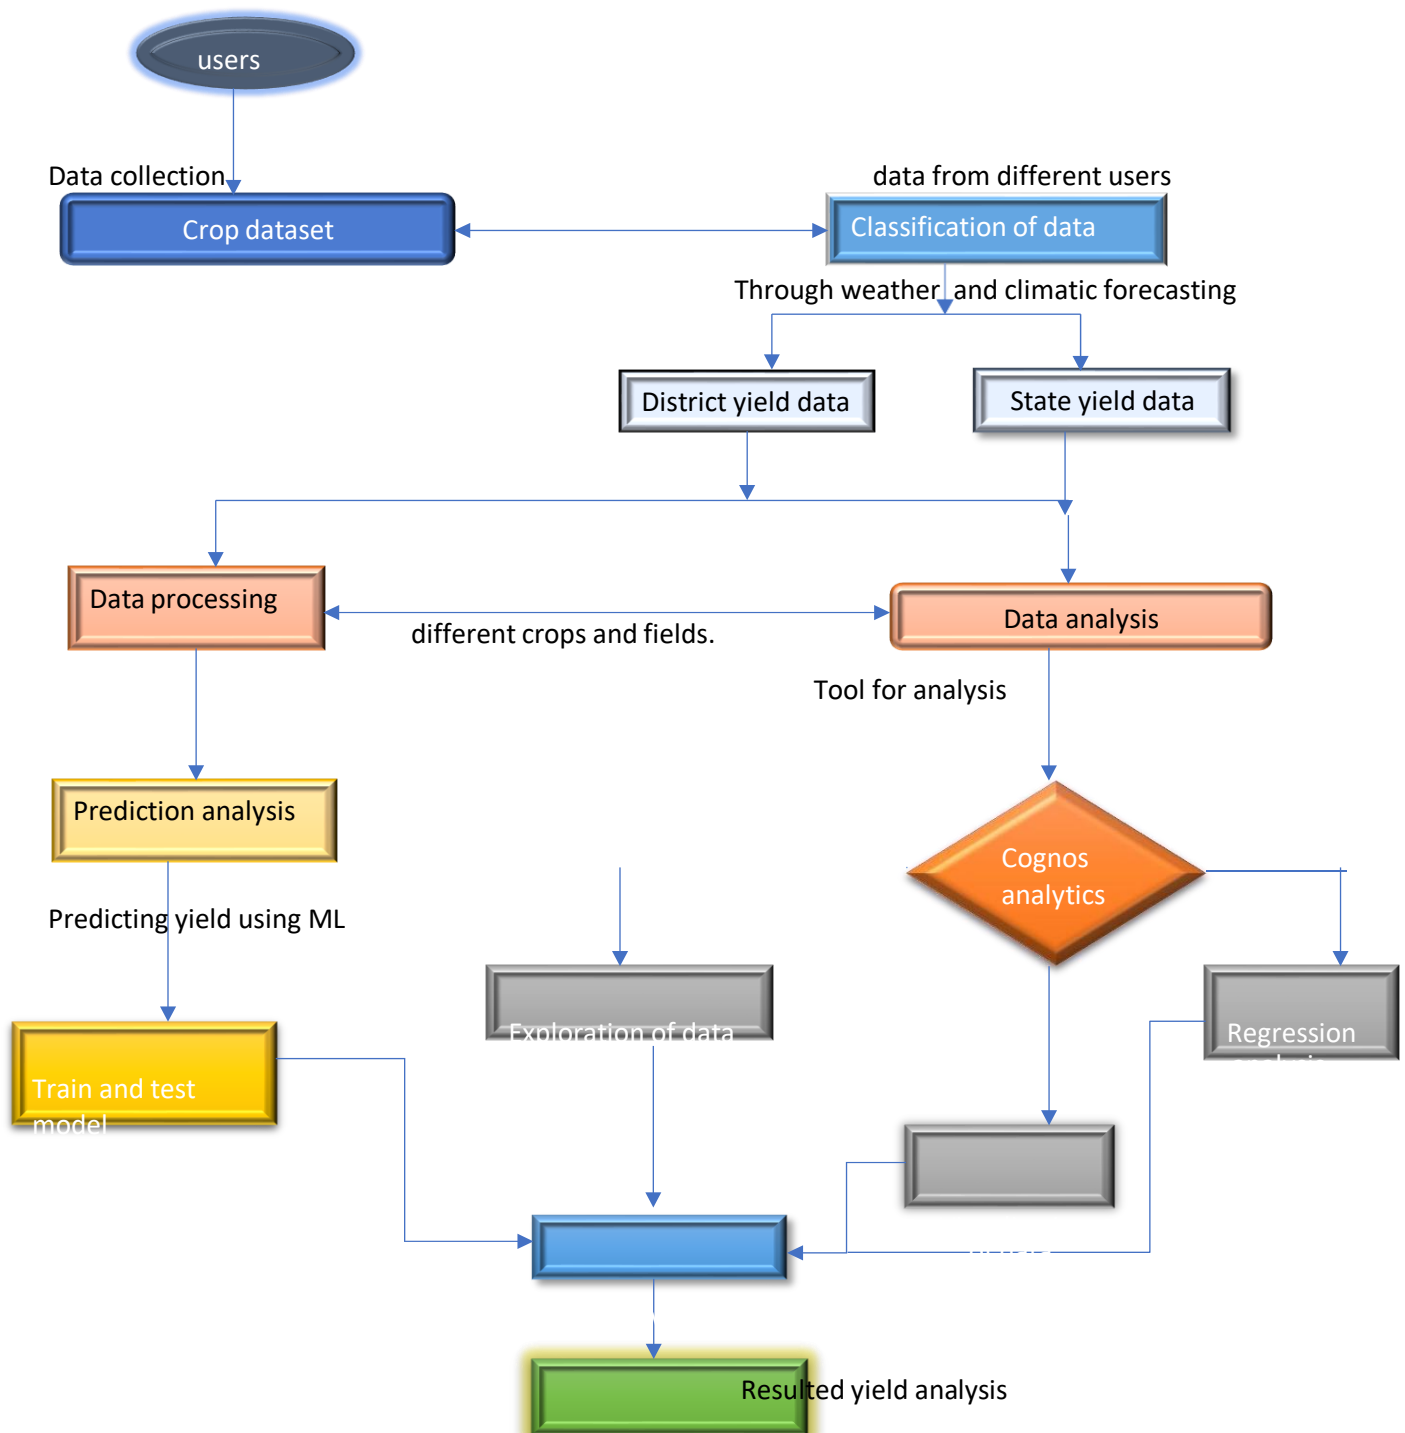 users
Data collection
data from different users
Crop dataset
Classification of data
Through weather and climatic forecasting
District yield data
State yield data
Data processing
different crops and fields.
Data analysis
Tool for analysis
Prediction analysis
Cognos
analytics
Predicting yield using ML
Exploration of data
Regression
analysis
Train and test
model
Resulted yield analysis